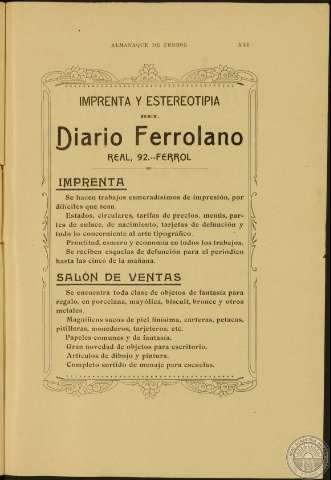 ALMANAQUE DE FERROL
IMPRENTA Y ESTEREOTIPIA
Diario Ferrolano
REAL, 92.--FERROL
IMPRENTA
Se hacen trabajos esmeradísimos de impresión, por
difíciles que sean.
Estados, circulares, tarifas de precios, menús, par-
tes de enlace, de nacimiento, tarjetas de defunción y
todo lo concerniente al arte tipográfico.
Prontitud, esmero y economía en todos los trabajos.
Se reciben esquelas de defunción para el periódico
hasta las cinco de la mañana.
SALÓN DE VENTAS
Se encuentra toda clase de objetos de fantasía para
regalo, en porcelana, mayólica, biscuit, bronce y otros
metales.
Magníficos sacos de piel finísima, carteras, petacas,
pitilleras, monederos, tarjeteros, etc.
Papeles comunes y de fantasía.
Gran novedad de objetos para escritorio.
Artículos de dibujo y pintura.
Completo surtido de menaje para escuelas.